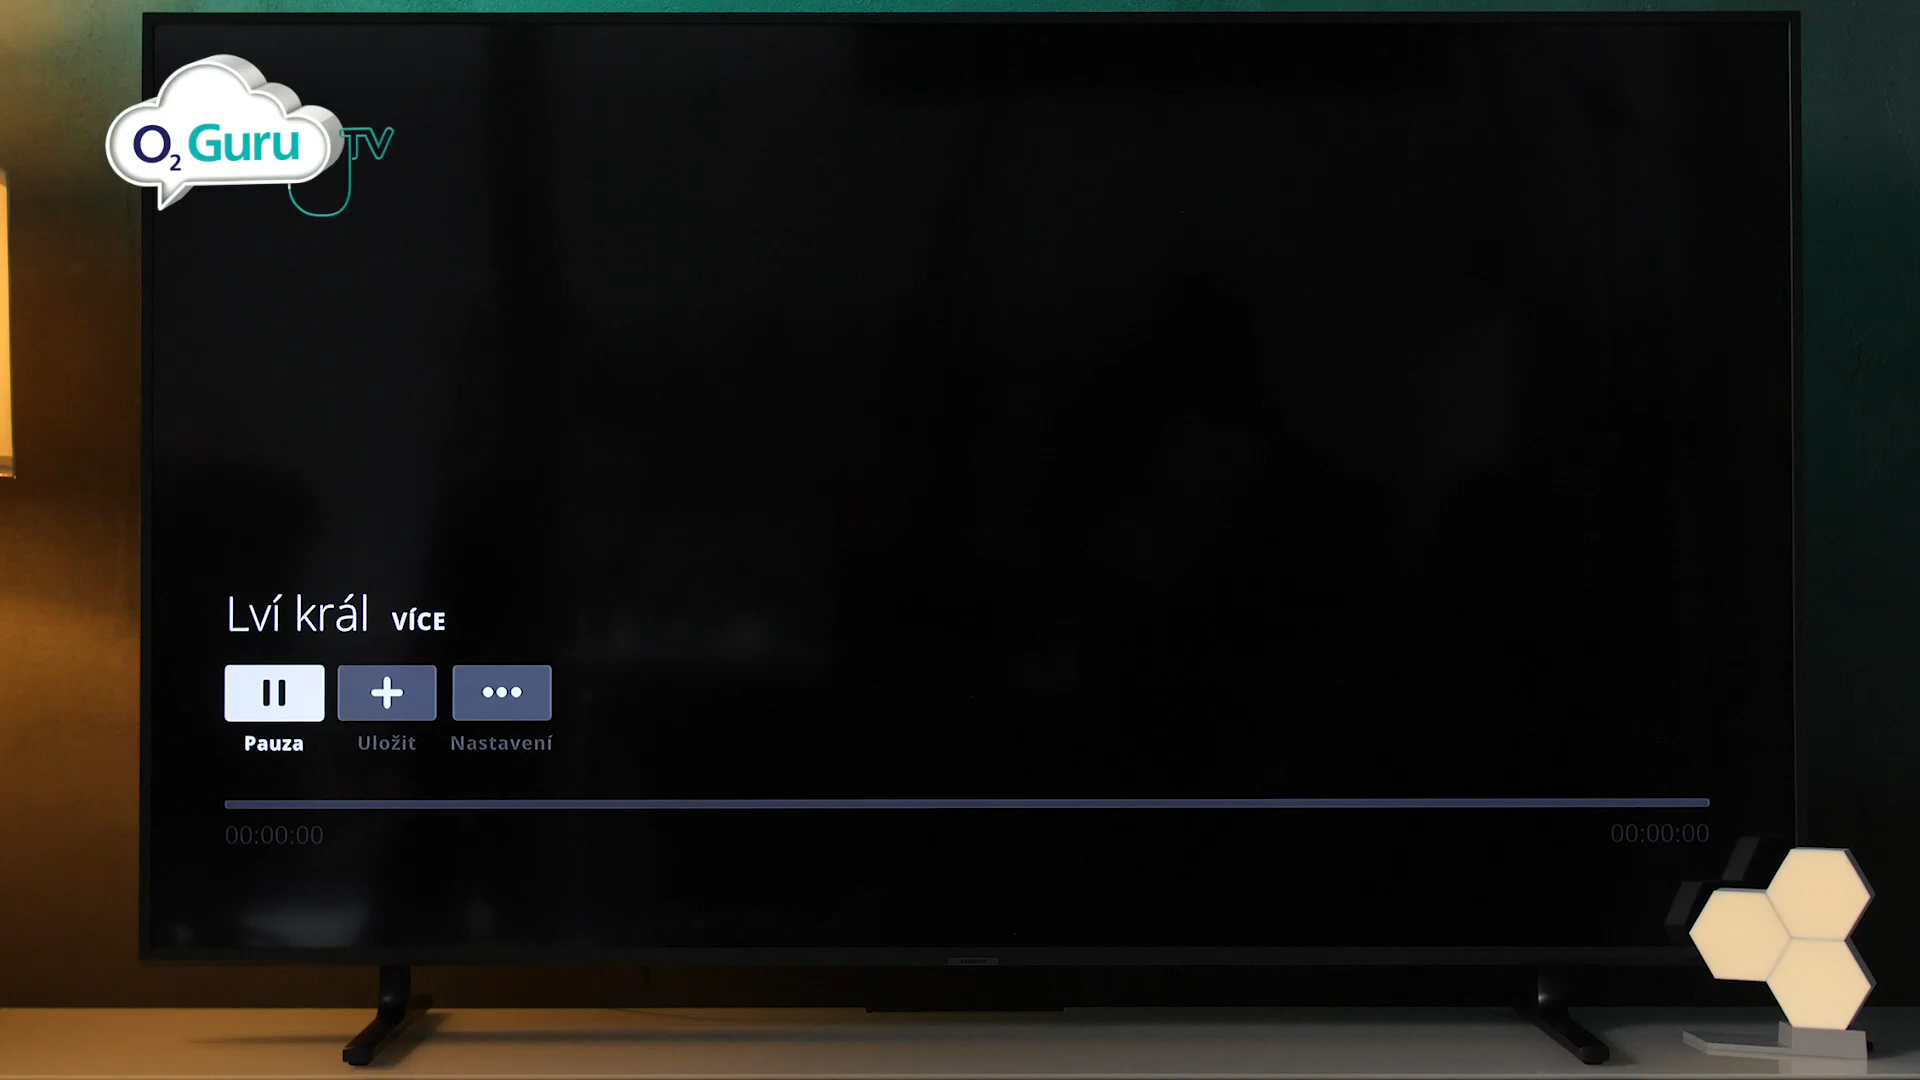 O2 Guru
TV
Lví král VÍCE
Pauza Uložit Nastavení
00:00:00 00:00:00